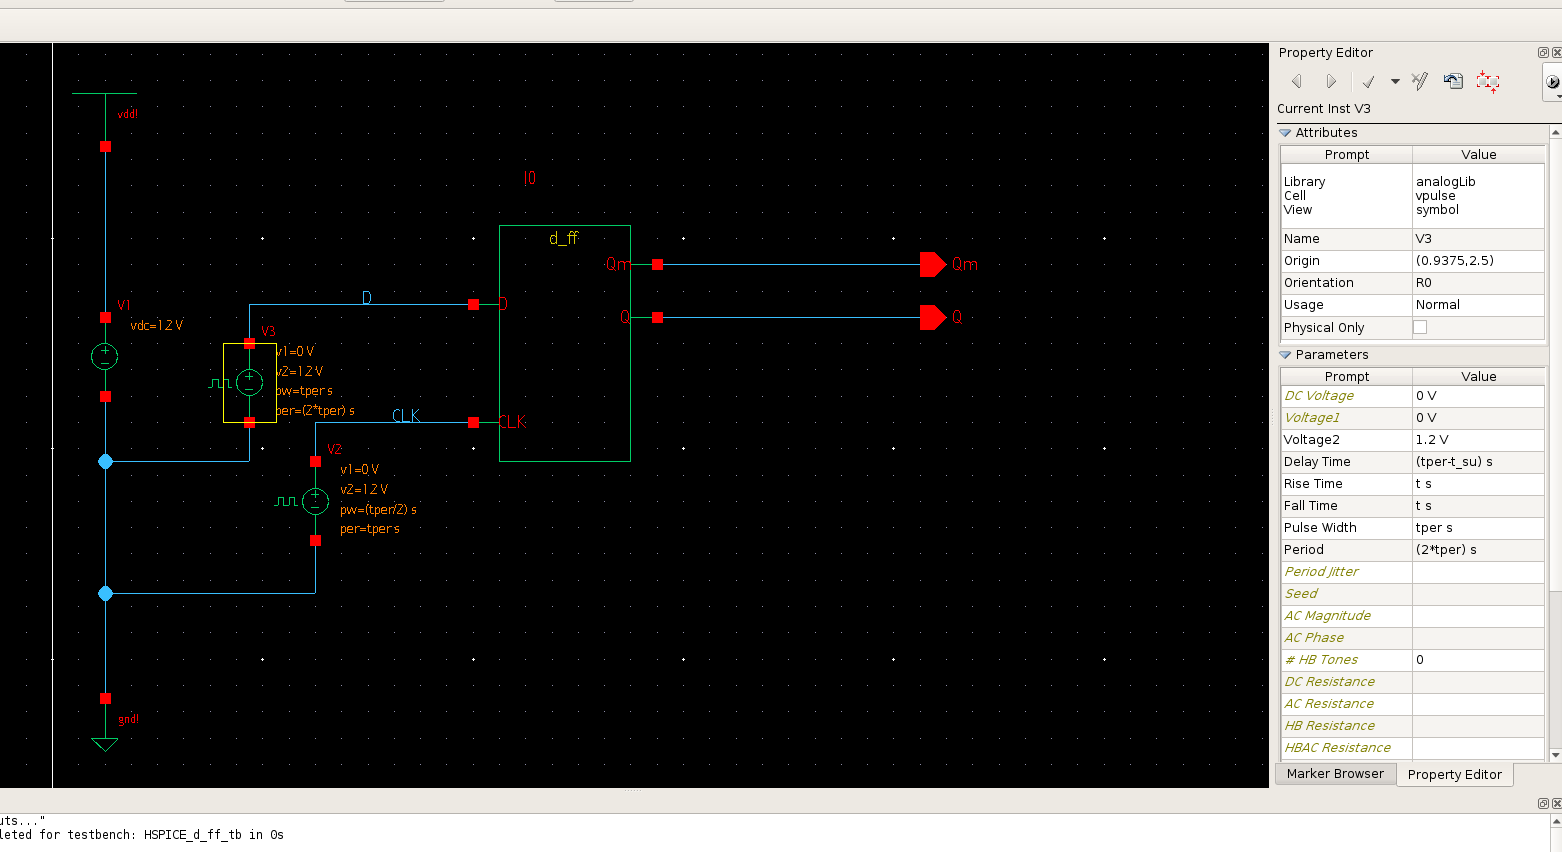 vdd!
I0
d_ff
Qm
Qm
D
D
V1
vdc=1.2 V
Q
Q
V3
v1=0 V
v2=1.2 V
pw=tper s
per=(2*tper) s
CLK
CLK
V2
v1=0 V
v2=1.2 V
pw=(tper/2) s
per=tper s
gnd!
Property Editor
Current Inst V3
Attributes
Prompt Value
Library analogLib
Cell vpulse
View symbol
Name V3
Origin (0.9375,2.5)
Orientation R0
Usage Normal
Physical Only
Parameters
Prompt Value
DC Voltage 0 V
Voltage1 0 V
Voltage2 1.2 V
Delay Time (tper-t_su) s
Rise Time t s
Fall Time t s
Pulse Width tper s
Period (2*tper) s
Period Jitter
Seed
AC Magnitude
AC Phase
# HB Tones 0
DC Resistance
AC Resistance
HB Resistance
HBAC Resistance
Marker Browser Property Editor
uts..."
leted for testbench: HSPICE_d_ff_tb in 0s